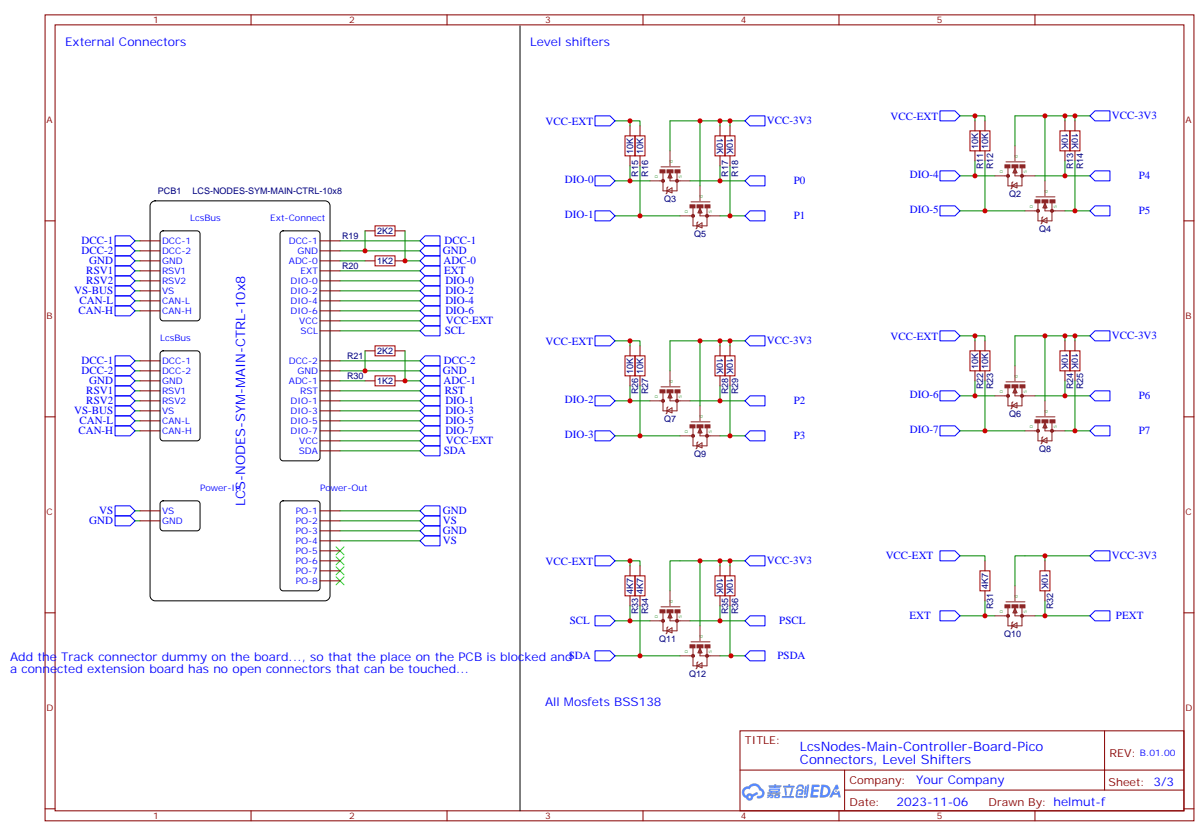 1
2
3
4
5
A
B
C
D
External Connectors
PCB1 LCS-NODES-SYM-MAIN-CTRL-10x8
LCS-NODES-SYM-MAIN-CTRL-10x8
LcsBus
DCC-1 DCC-1
DCC-2 DCC-2
GND GND
RSV1 RSV1
RSV2 RSV2
VS-BUS VS
CAN-L CAN-L
CAN-H CAN-H
LcsBus
DCC-1 DCC-1
DCC-2 DCC-2
GND GND
RSV1 RSV1
RSV2 RSV2
VS-BUS VS
CAN-L CAN-L
CAN-H CAN-H
Power-In
VS VS
GND GND
Ext-Connect
DCC-1 R19 2K2 DCC-1
GND GND
ADC-0 R20 1K2 ADC-0
EXT EXT
DIO-0 DIO-0
DIO-2 DIO-2
DIO-4 DIO-4
DIO-6 DIO-6
VCC VCC-EXT
SCL SCL
DCC-2 R21 2K2 DCC-2
GND GND
ADC-1 R30 1K2 ADC-1
RST RST
DIO-1 DIO-1
DIO-3 DIO-3
DIO-5 DIO-5
DIO-7 DIO-7
VCC VCC-EXT
SDA SDA
Power-Out
PO-1 GND
PO-2 VS
PO-3 GND
PO-4 VS
PO-5
PO-6
PO-7
PO-8
Add the Track connector dummy on the board..., so that the place on the PCB is blocked and
a connected extension board has no open connectors that can be touched...
Level shifters
VCC-EXT VCC-3V3
10K 10K 10K 10K
R15 R16 R17 R18
DIO-0 Q3 P0
DIO-1 Q5 P1
VCC-EXT VCC-3V3
10K 10K 10K 10K
R11 R12 R13 R14
DIO-4 Q2 P4
DIO-5 Q4 P5
VCC-EXT VCC-3V3
10K 10K 10K 10K
R26 R27 R28 R29
DIO-2 Q7 P2
DIO-3 Q9 P3
VCC-EXT VCC-3V3
10K 10K 10K 10K
R22 R23 R24 R25
DIO-6 Q6 P6
DIO-7 Q8 P7
VCC-EXT VCC-3V3
4K7 4K7 10K 10K
R33 R34 R35 R36
SCL Q11 PSCL
SDA Q12 PSDA
VCC-EXT VCC-3V3
4K7 10K
R31 R32
EXT Q10 PEXT
All Mosfets BSS138
TITLE:
LcsNodes-Main-Controller-Board-Pico
Connectors, Level Shifters
REV: B.01.00
嘉立创EDA
Company: Your Company
Sheet: 3/3
Date: 2023-11-06 Drawn By: helmut-f
A
B
C
D
1
2
3
4
5